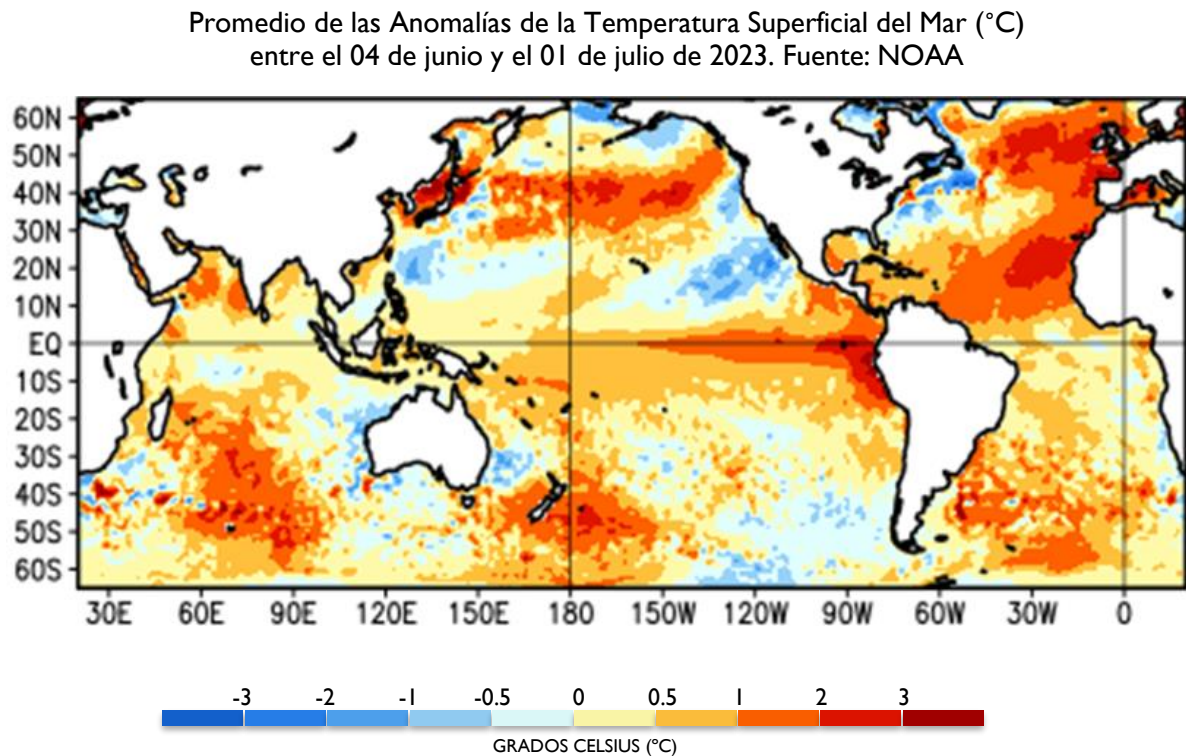 Promedio de las Anomalías de la Temperatura Superficial del Mar (°C)
entre el 04 de junio y el 01 de julio de 2023. Fuente: NOAA
60N
50N
40N
30N
20N
10N
EQ
10S
20S
30S
40S
50S
60S
30E 60E 90E 120E 150E 180 150W 120W 90W 60W 30W 0
-3 -2 -1 -0.5 0 0.5 1 2 3
GRADOS CELSIUS (ºC)